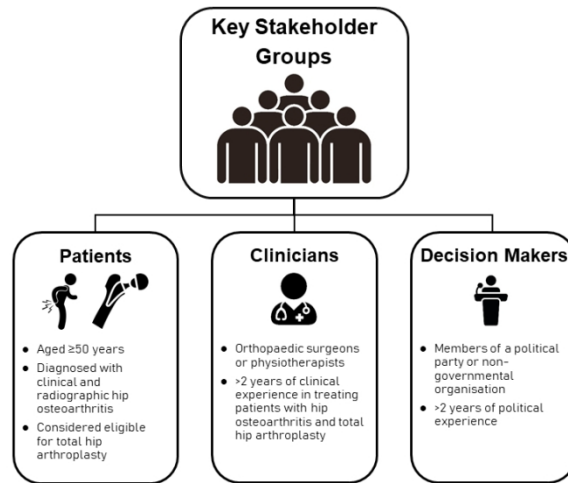 Key Stakeholder
Groups
Patients
● Aged ≥50 years
● Diagnosed with
clinical and
radiographic hip
osteoarthritis
● Considered eligible
for total hip
arthroplasty
Clinicians
● Orthopaedic surgeons
or physiotherapists
● >2 years of clinical
experience in treating
patients with hip
osteoarthritis and total
hip arthroplasty
Decision Makers
● Members of a political
party or non-
governmental
organisation
● >2 years of political
experience